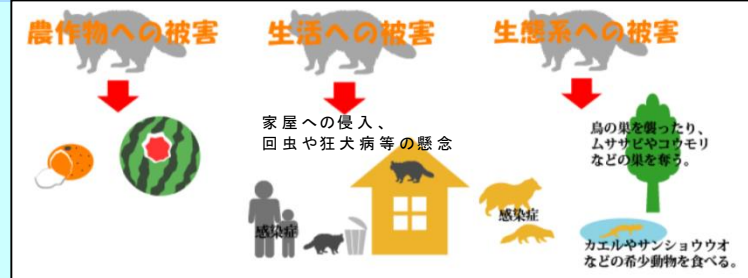 農作物への被害
生活への被害
生態系への被害
家屋への侵入、
回虫や狂犬病等の懸念
感染症
感染症
鳥の巣を襲ったり、
ムササビやコウモリ
などの巣を奪う。
カエルやサンショウウオ
などの希少動物を食べる。